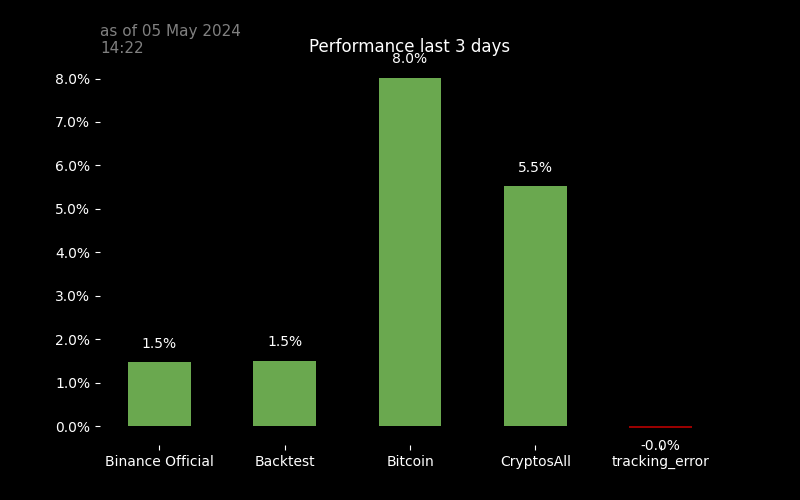 as of 05 May 2024
14:22
Performance last 3 days
8.0%
8.0%
7.0%
6.0%
5.5%
5.0%
4.0%
3.0%
2.0%
1.5%
1.5%
1.0%
0.0%
-0.0%
Binance Official
Backtest
Bitcoin
CryptosAll
tracking_error